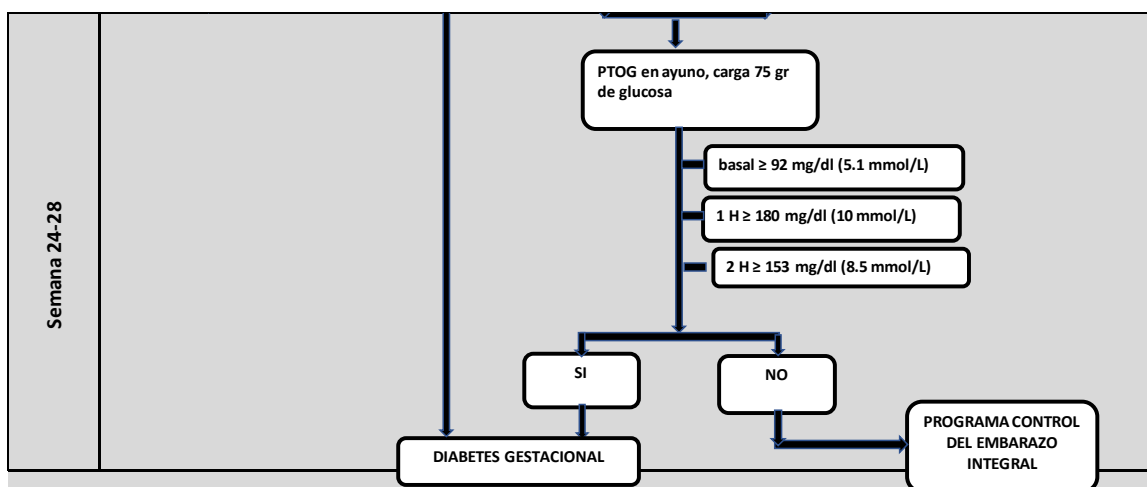 Semana 24-28
PTOG en ayuno, carga 75 gr
de glucosa
basal ≥ 92 mg/dl (5.1 mmol/L)
1 H ≥ 180 mg/dl (10 mmol/L)
2 H ≥ 153 mg/dl (8.5 mmol/L)
SI
NO
DIABETES GESTACIONAL
PROGRAMA CONTROL
DEL EMBARAZO
INTEGRAL